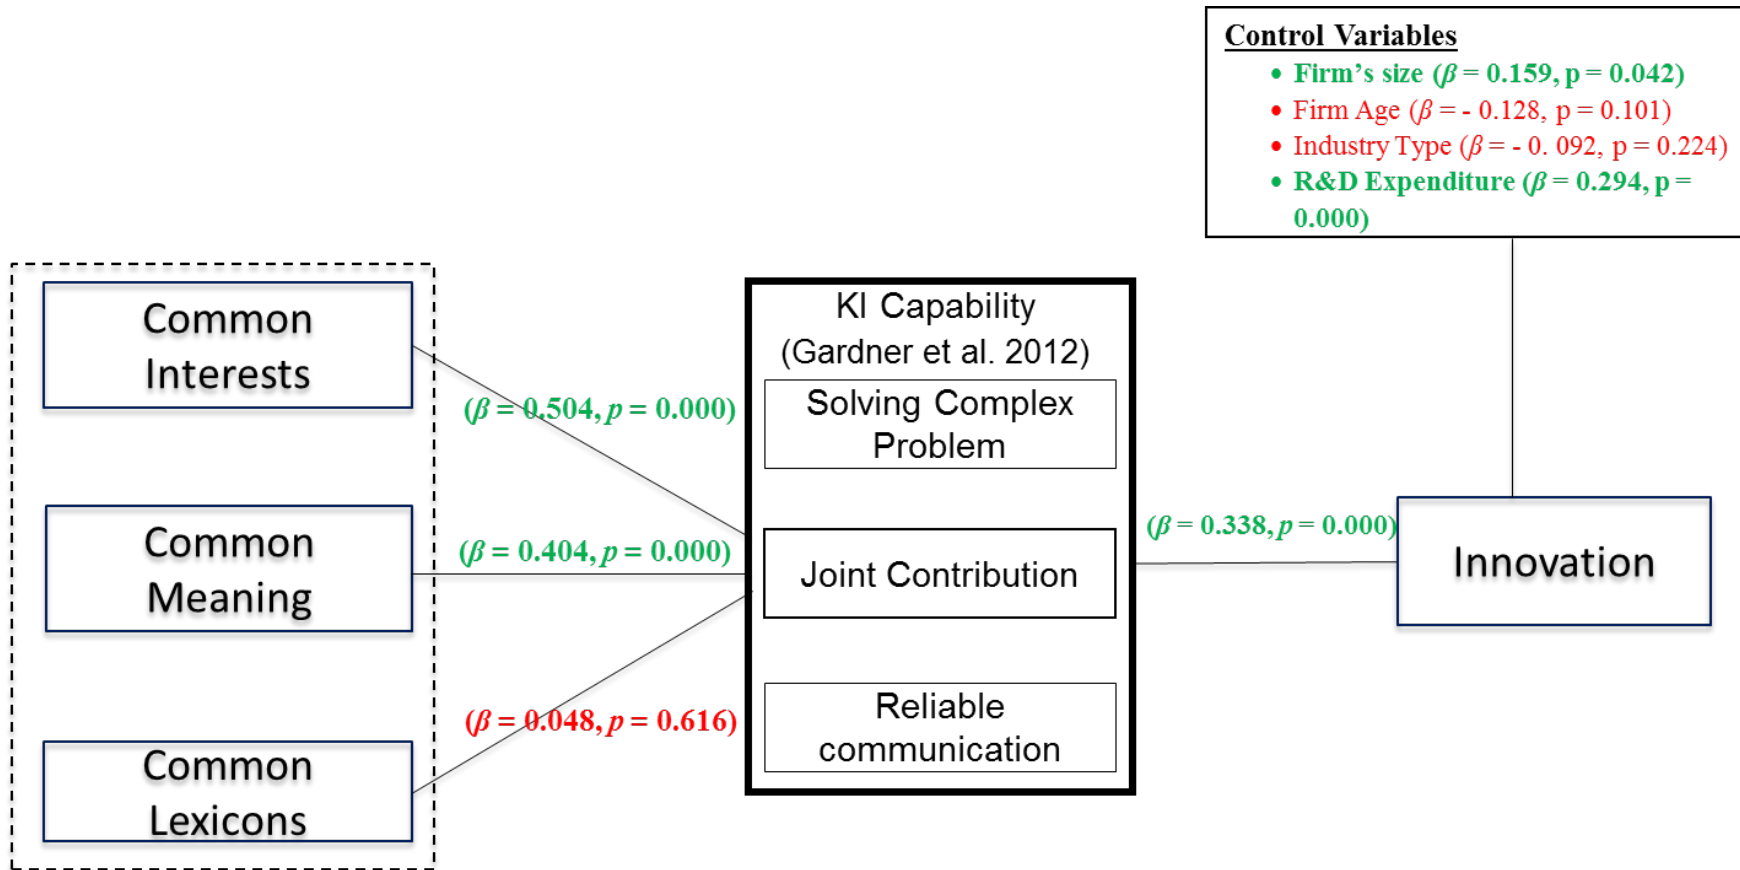 Control Variables
• Firm's size (β = 0.159, p = 0.042)
• Firm Age (β = - 0.128, p = 0.101)
• Industry Type (β = - 0. 092, p = 0.224)
• R&D Expenditure (β = 0.294, p =
0.000)
Common
Interests
(β = 0.504, p = 0.000)
Common
Meaning
(β = 0.404, p = 0.000)
Common
Lexicons
(β = 0.048, p = 0.616)
KI Capability
(Gardner et al. 2012)
Solving Complex
Problem
Joint Contribution
Reliable
communication
(β = 0.338, p = 0.000)
Innovation